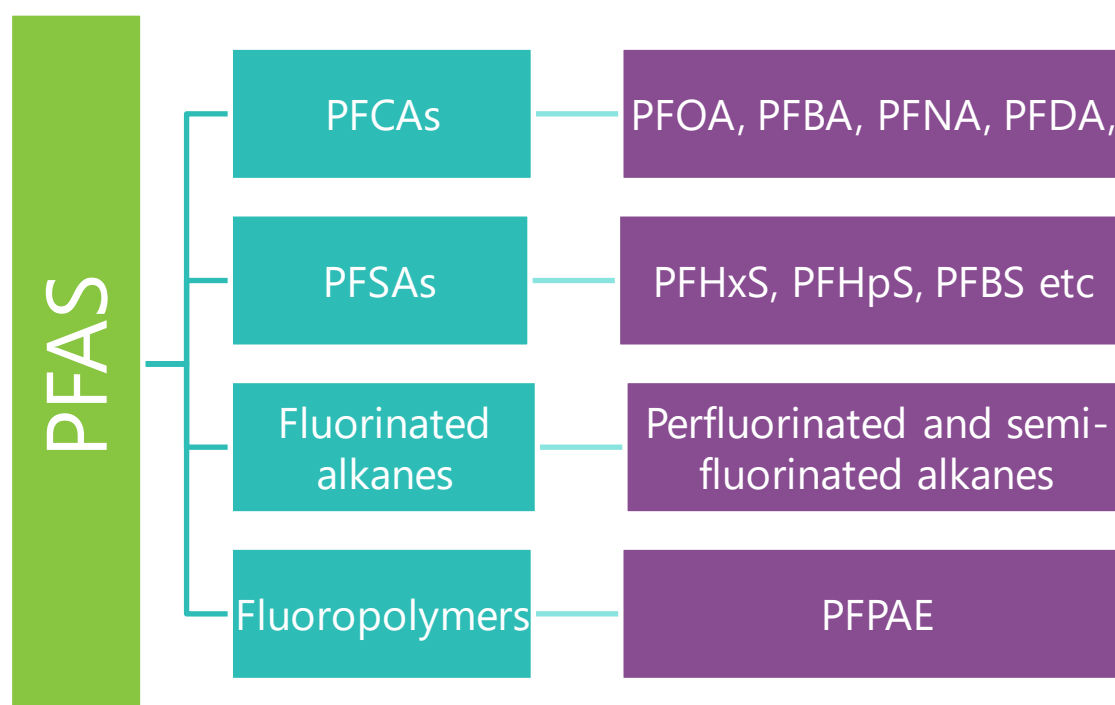 PFAS
PFCAs
PFOA, PFBA, PFNA, PFDA,
PFSAs
PFHxS, PFHpS, PFBS etc
Fluorinated
alkanes
Perfluorinated and semi-
fluorinated alkanes
Fluoropolymers
PFPAE